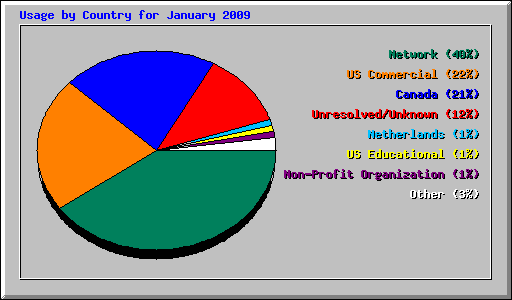 Usage by Country for January 2009
Network (40%)
US Commercial (22%)
Canada (21%)
Unresolved/Unknown (12%)
Netherlands (1%)
US Educational (1%)
Non-Profit Organization (1%)
Other (3%)